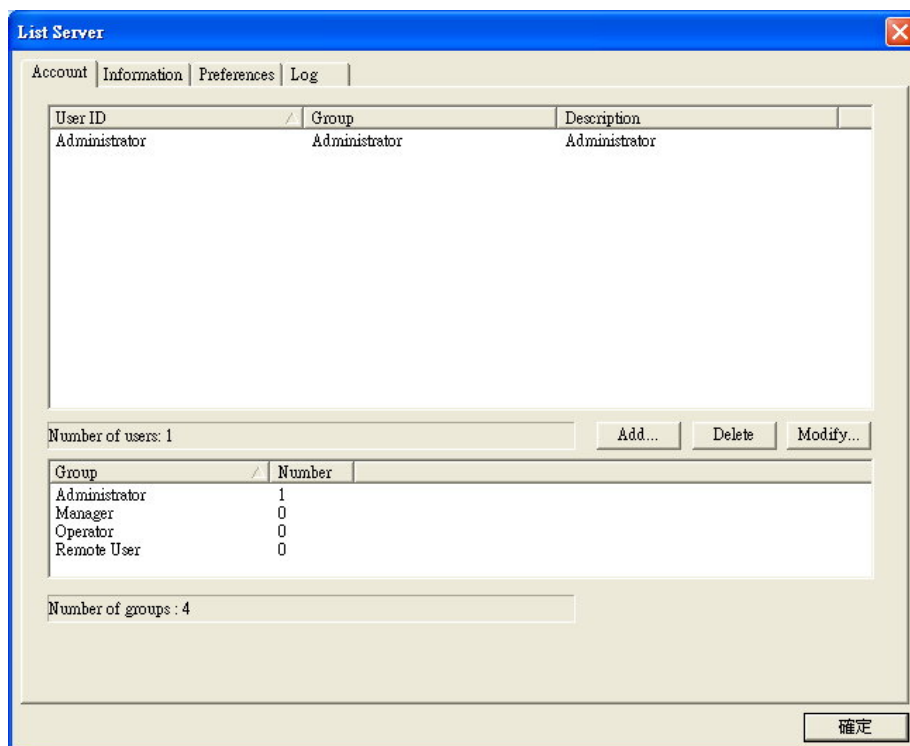 List Server
Account Information Preferences Log
User ID Group Description
Administrator Administrator Administrator
Number of users: 1 Add... Delete Modify...
Group Number
Administrator 1
Manager 0
Operator 0
Remote User 0
Number of groups : 4
確定